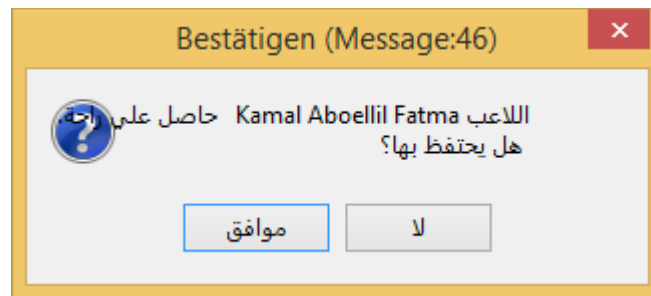 Bestätigen (Message:46)
اللاعب Kamal Aboellil Fatma حاصل علي راحة.
هل يحتفظ بها؟
موافق
لا